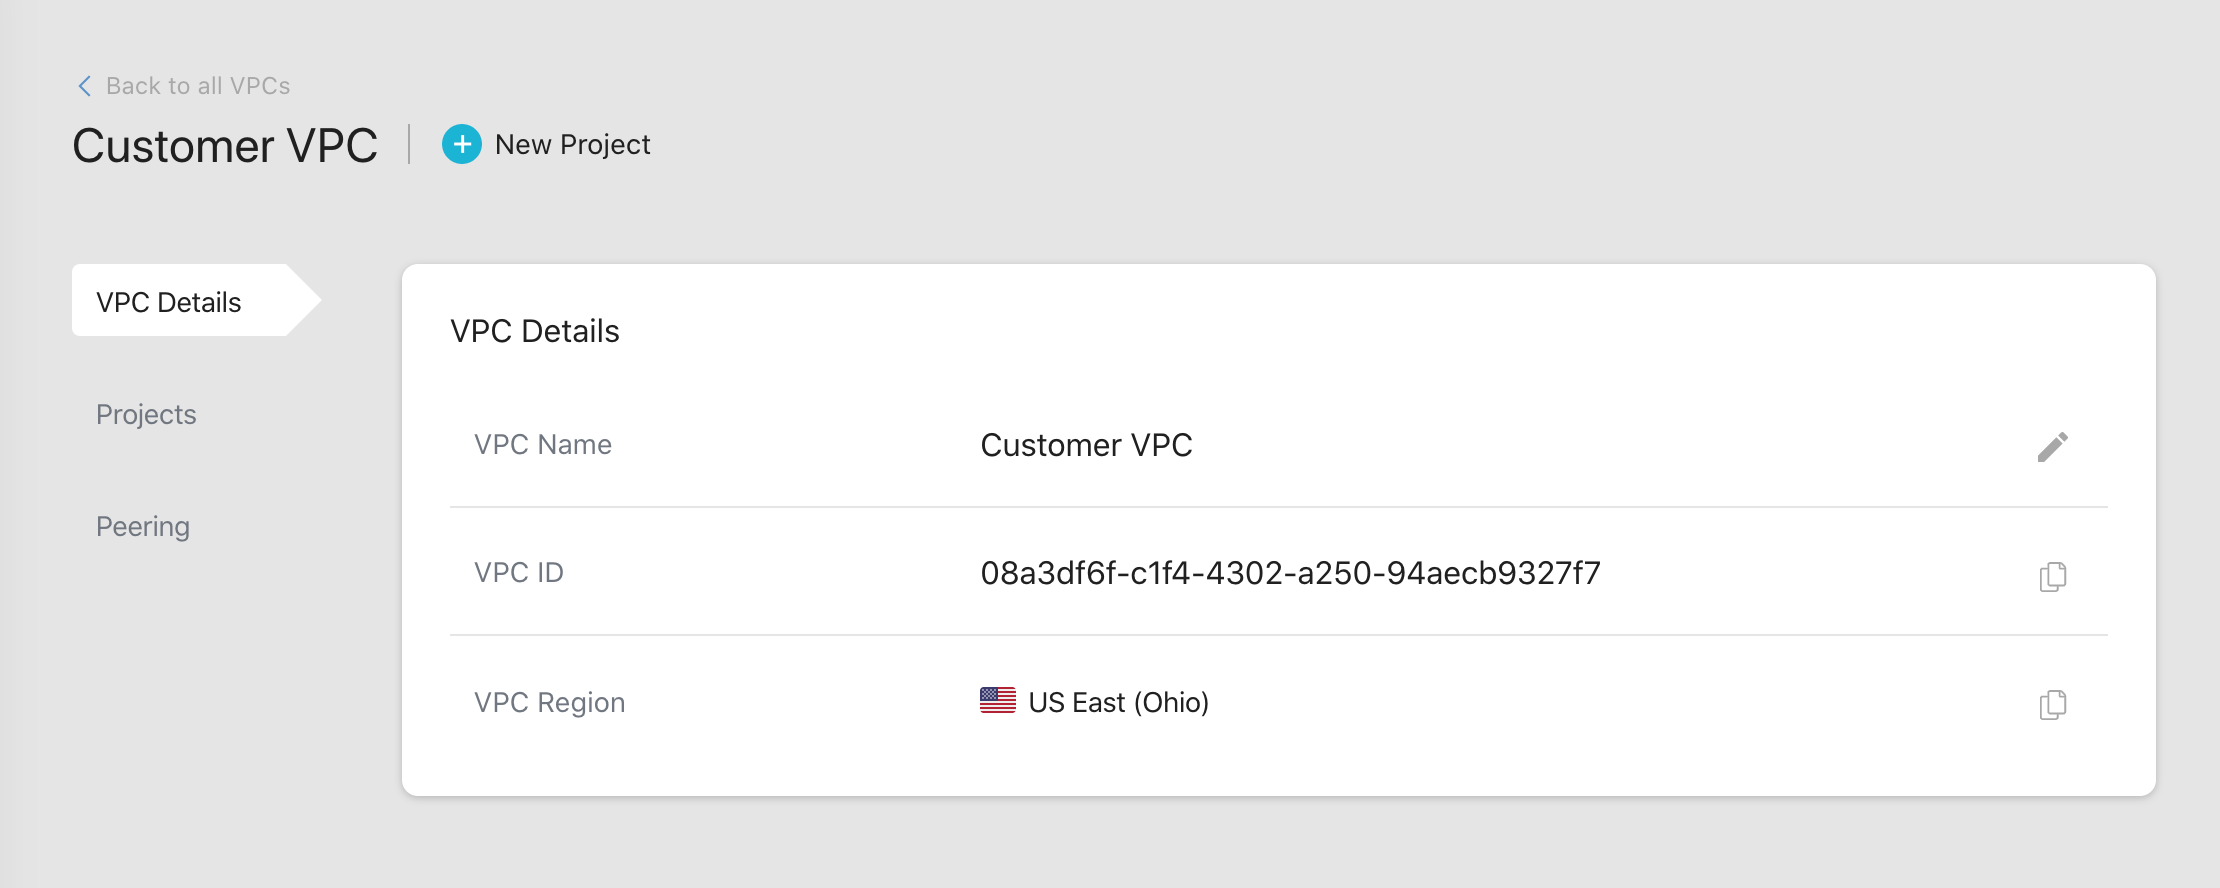 Back to all VPCs
Customer VPC
New Project
VPC Details
Projects
Peering
VPC Details
VPC Name
Customer VPC
VPC ID
08a3df6f-c1f4-4302-a250-94aecb9327f7
VPC Region
US East (Ohio)